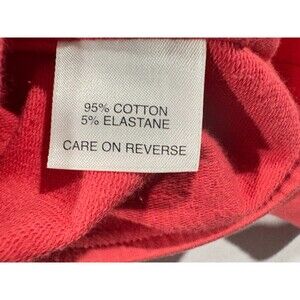 95% COTTON
5% ELASTANE
CARE ON REVERSE